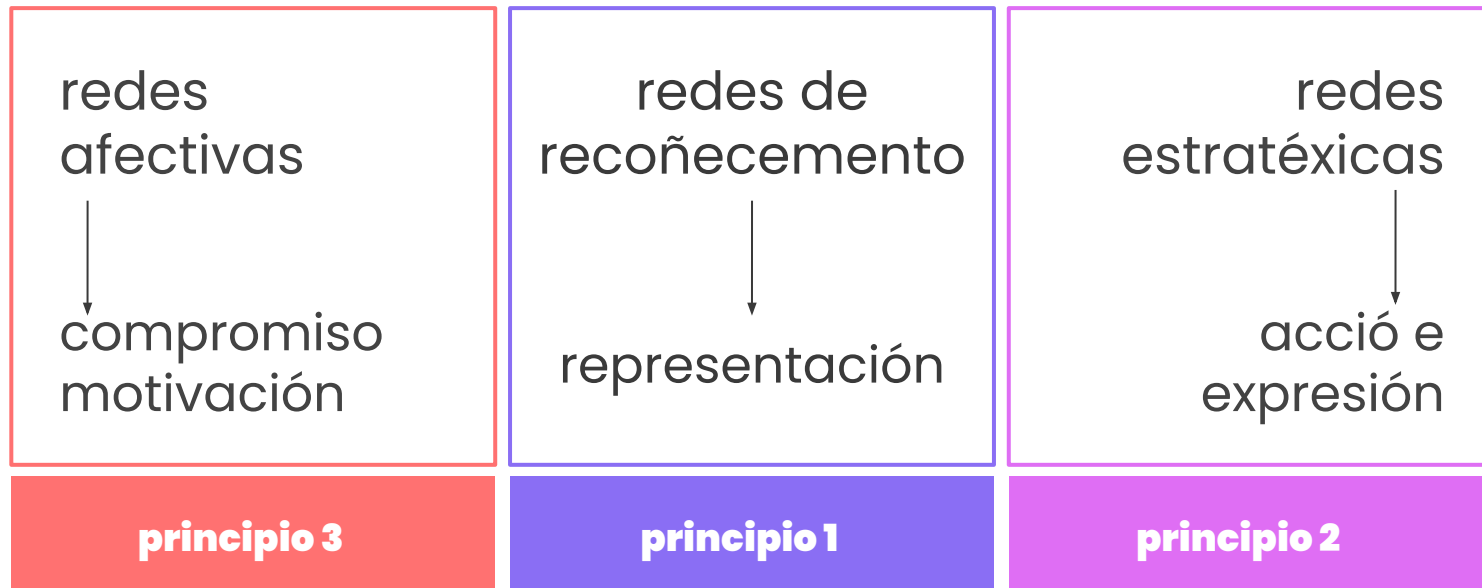 redes
afectivas
compromiso
motivación
principio 3
redes de
recoñecemento
representación
principio 1
redes
estratéxicas
acció e
expresión
principio 2